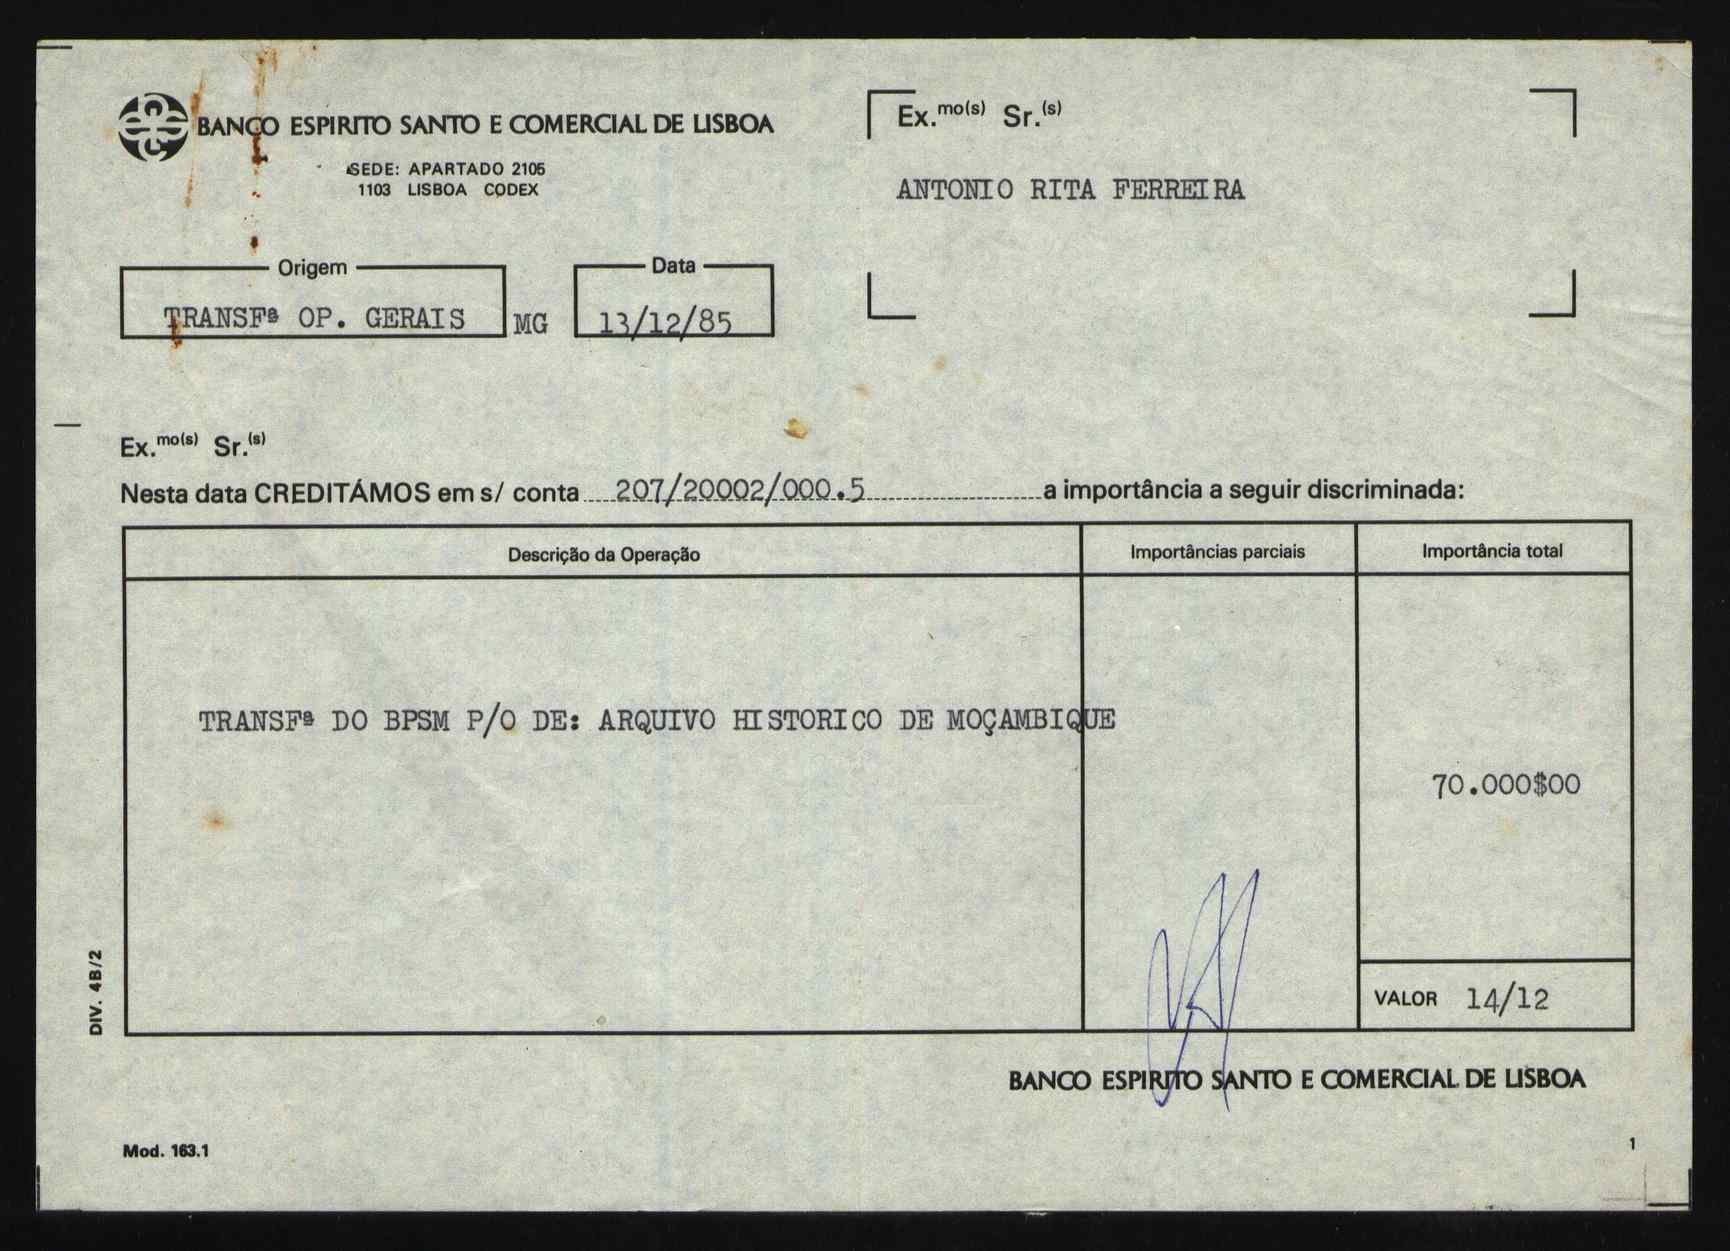 BANCO ESPIRITO SANTO E COMERCIAL DE LISBOA
SEDE: APARTADO 2105
1103 LISBOA CODEX
Ex.mo(s) Sr.(s)
ANTONIO RITA FERREIRA
Origem
TRANSFª OP. GERAIS
MG
Data
13/12/85
Ex.mo(s) Sr.(s)
Nesta data CREDITÁMOS em s/ conta 207/20002/000.5 a importância a seguir discriminada:
Descrição da Operação
Importâncias parciais
Importância total
TRANSFª DO BPSM P/O DE: ARQUIVO HISTORICO DE MOÇAMBIQUE
70.000$00
VALOR 14/12
DIV. 4B/2
BANCO ESPIRITO SANTO E COMERCIAL DE LISBOA
Mod. 163.1
1